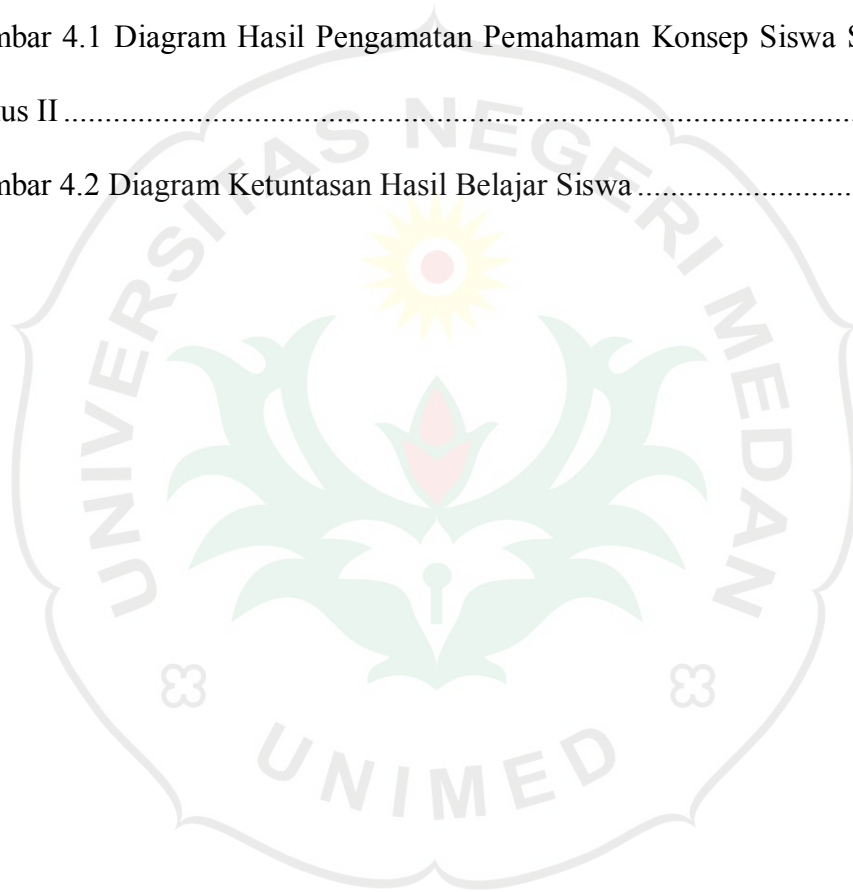 mbar 4.1 Diagram Hasil Pengamatan Pemahaman Konsep Siswa S
us II ........................................................................................
mbar 4.2 Diagram Ketuntasan Hasil Belajar Siswa ..........................
UNIVERSITAS NEGERI MEDAN
UNIMED